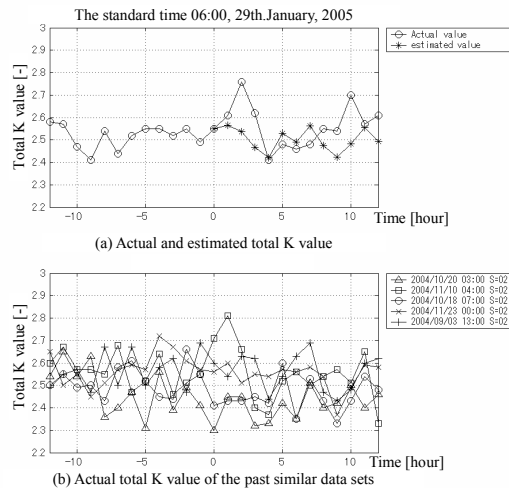 The standard time 06:00, 29th.January, 2005
Total K value [-]
3
2.9
2.8
2.7
2.6
2.5
2.4
2.3
2.2
−10
−5
0
5
10
Time [hour]
Actual value
estimated value
(a) Actual and estimated total K value
Total K value [-]
3
2.9
2.8
2.7
2.6
2.5
2.4
2.3
2.2
−10
−5
0
5
10
Time [hour]
2004/10/20 03:00 S=02
2004/11/10 04:00 S=02
2004/10/18 07:00 S=02
2004/11/23 00:00 S=02
2004/09/03 13:00 S=02
(b) Actual total K value of the past similar data sets